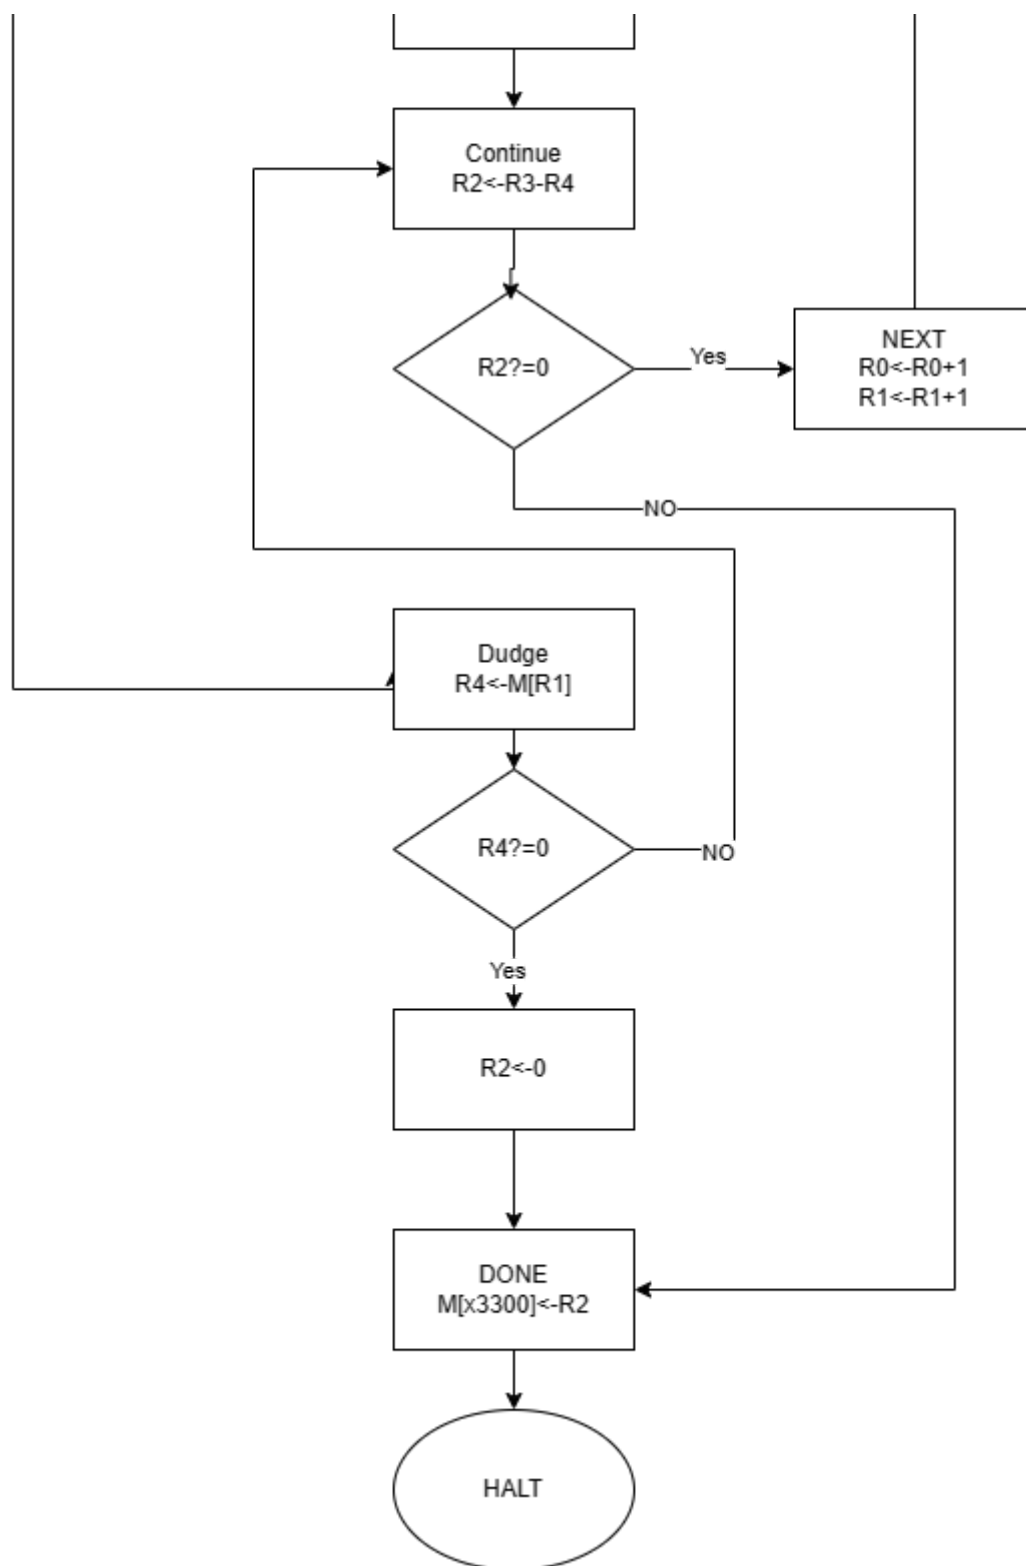 Continue
R2<-R3-R4
R2?=0
Yes
NEXT
R0<-R0+1
R1<-R1+1
NO
Dudge
R4<-M[R1]
R4?=0
NO
Yes
R2<-0
DONE
M[x3300]<-R2
HALT